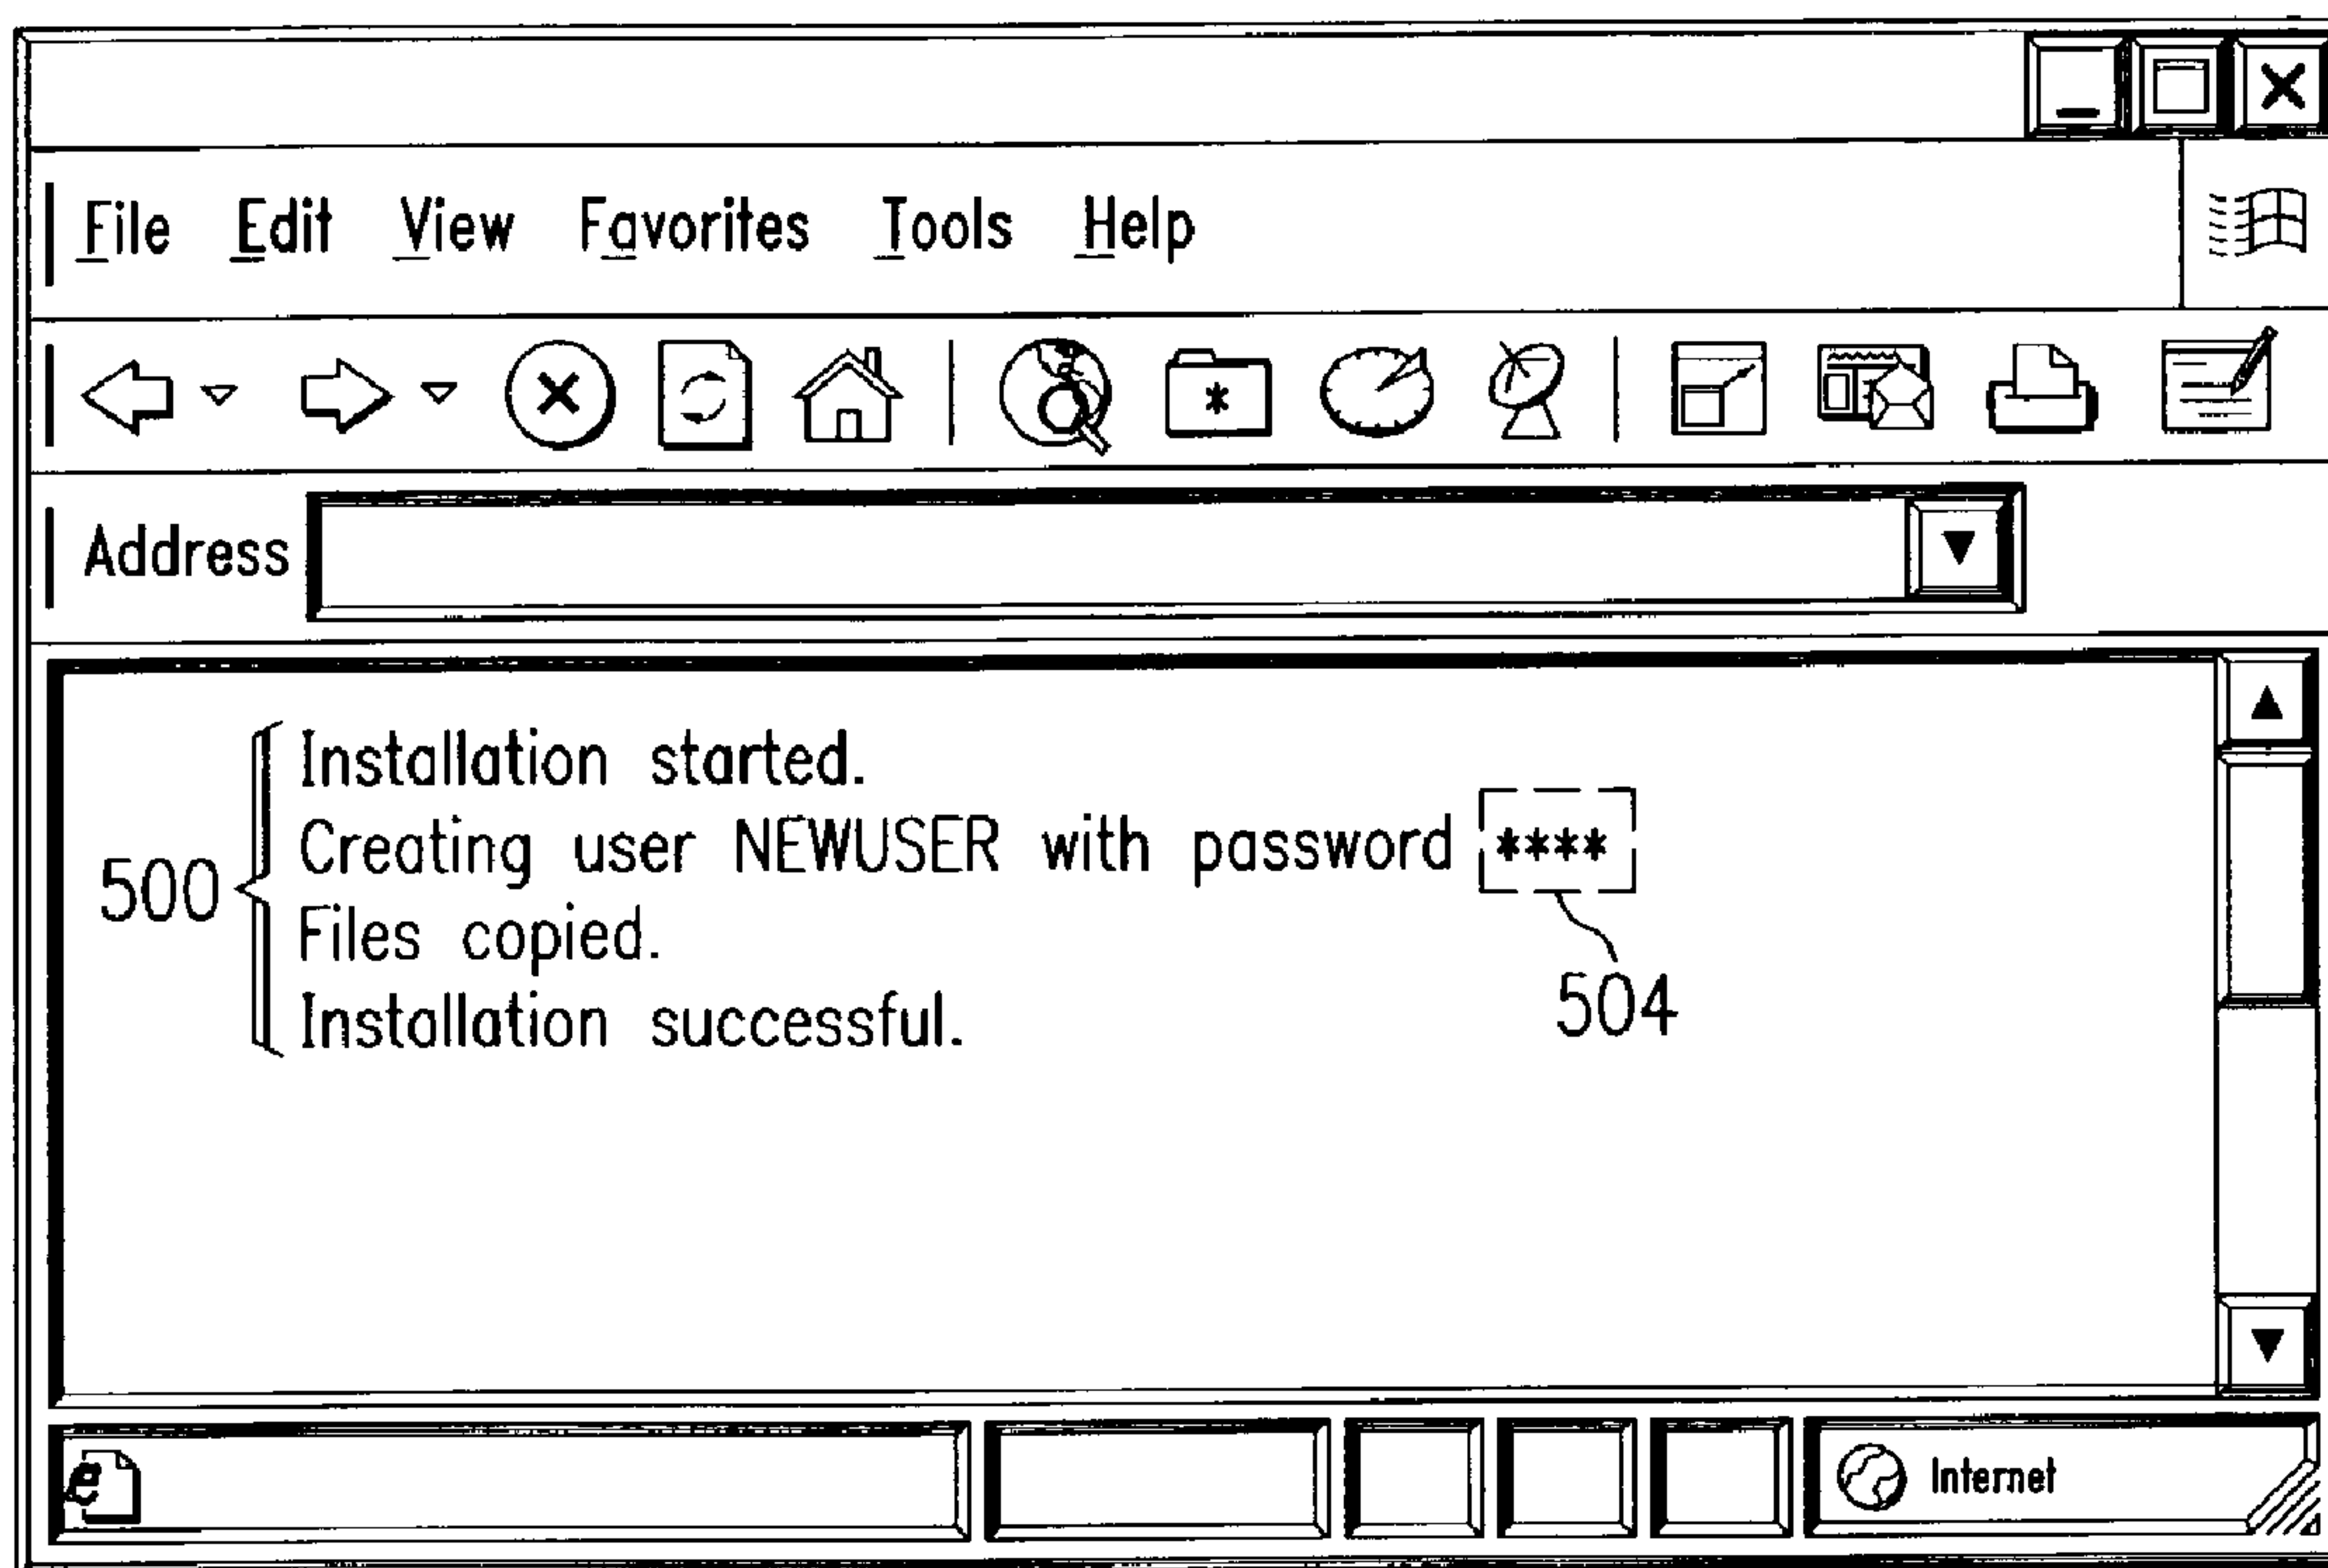 File Edit View Favorites Tools Help
Address
Installation started.
500 Creating user NEWUSER with password ****
Files copied.
504
Installation successful.
Internet